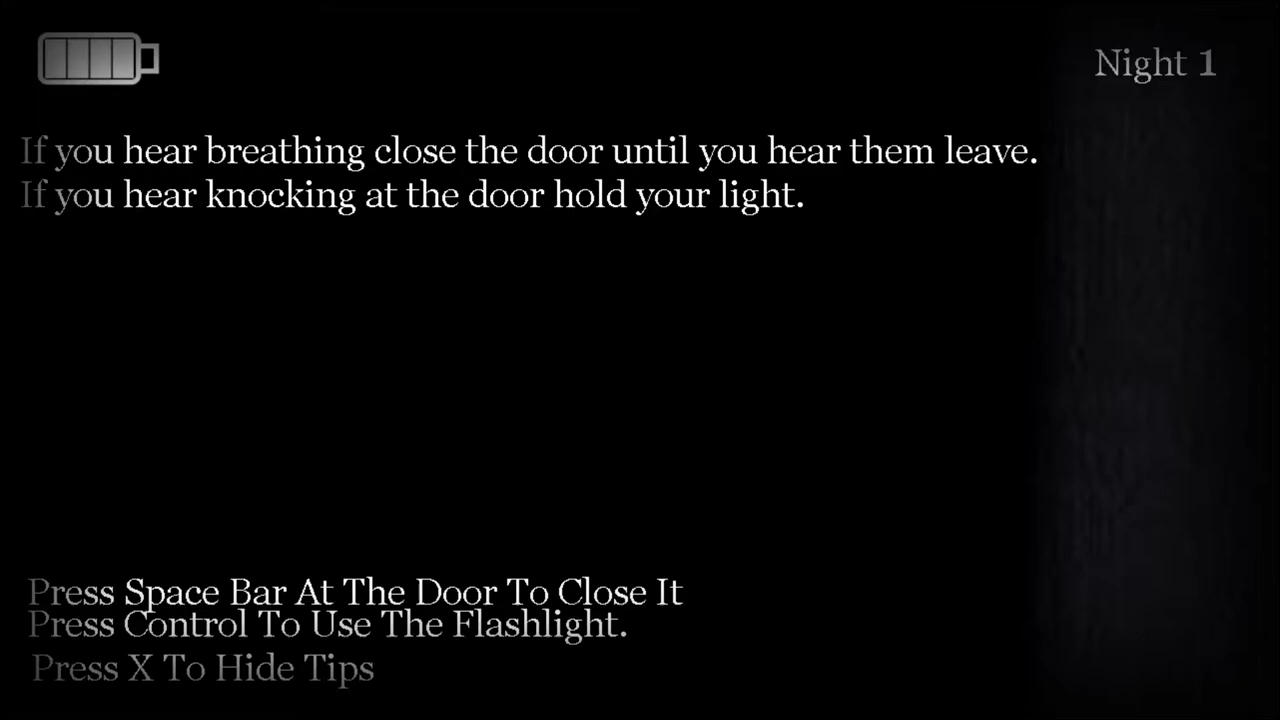 Night 1
If you hear breathing close the door until you hear them leave.
If you hear knocking at the door hold your light.
Press Space Bar At The Door To Close It
Press Control To Use The Flashlight.
Press X To Hide Tips